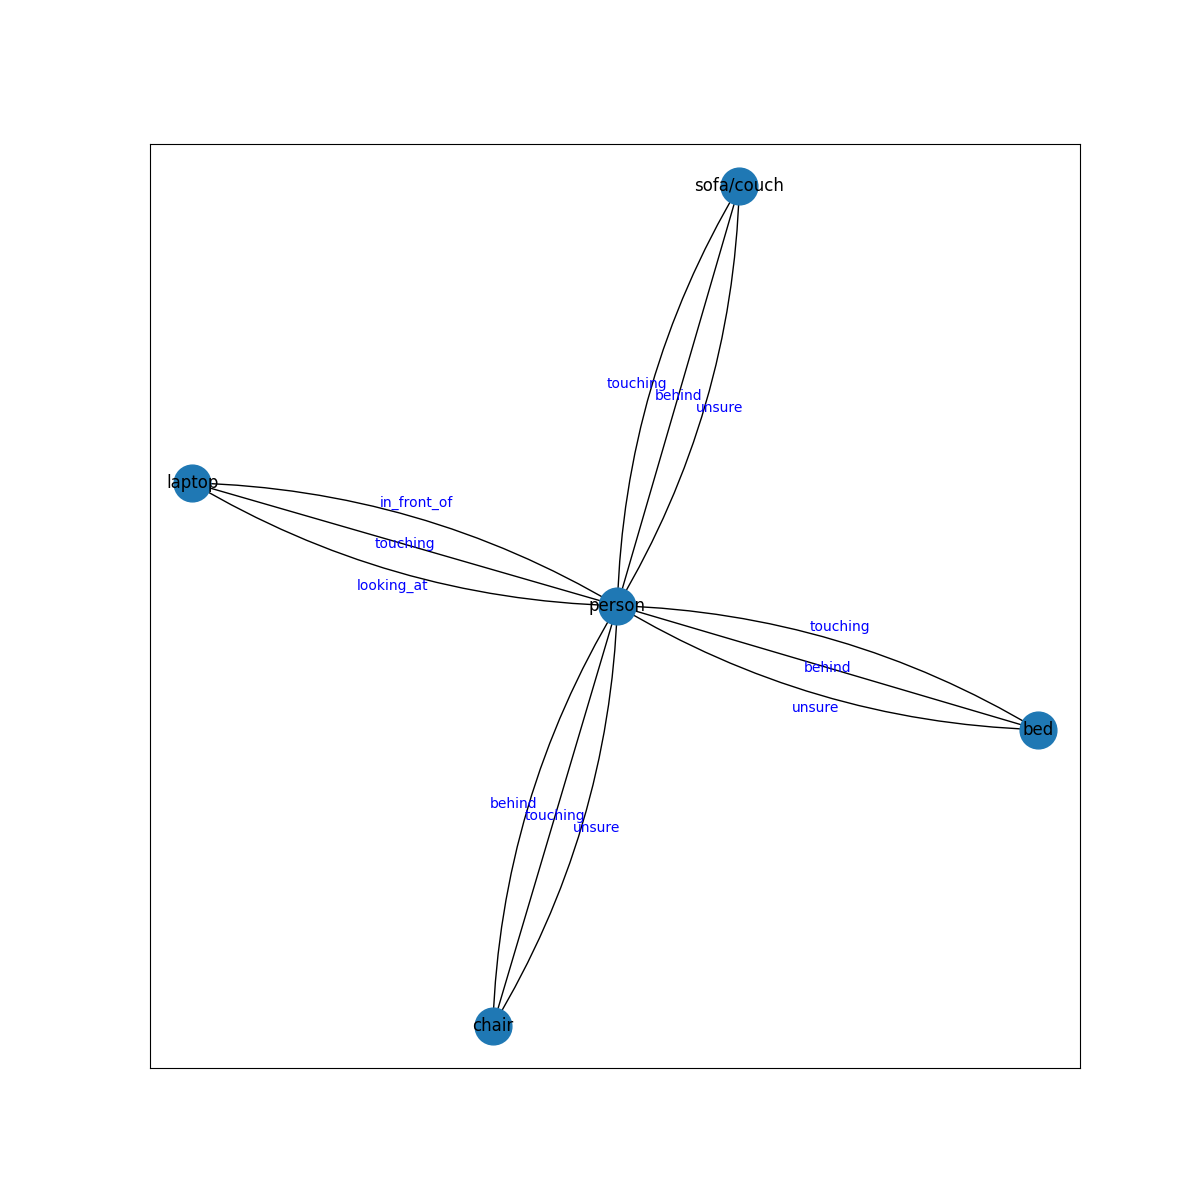 sofa/couch
touching
behind
unsure
laptop
in_front_of
touching
looking_at
person
touching
behind
unsure
bed
behind
touching
unsure
chair